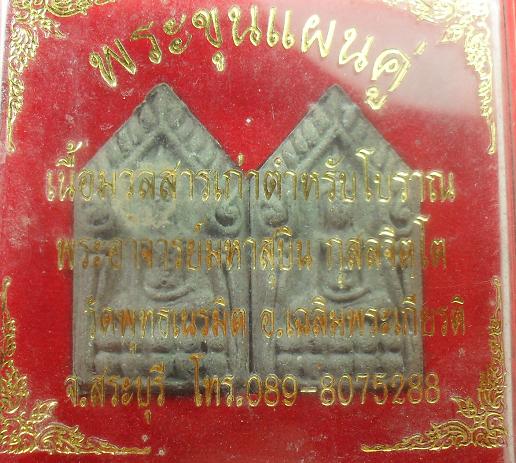 พระขุนแผนคู่
เนื้อมวลสารเก่าตำหรับโบราณ
พระอาจารย์มหาสุบิน กุสลจิตฺโต
วัดพุทธเนรมิต อ.เฉลิมพระเกียรติ
จ.สระบุรี โทร.089-8075288